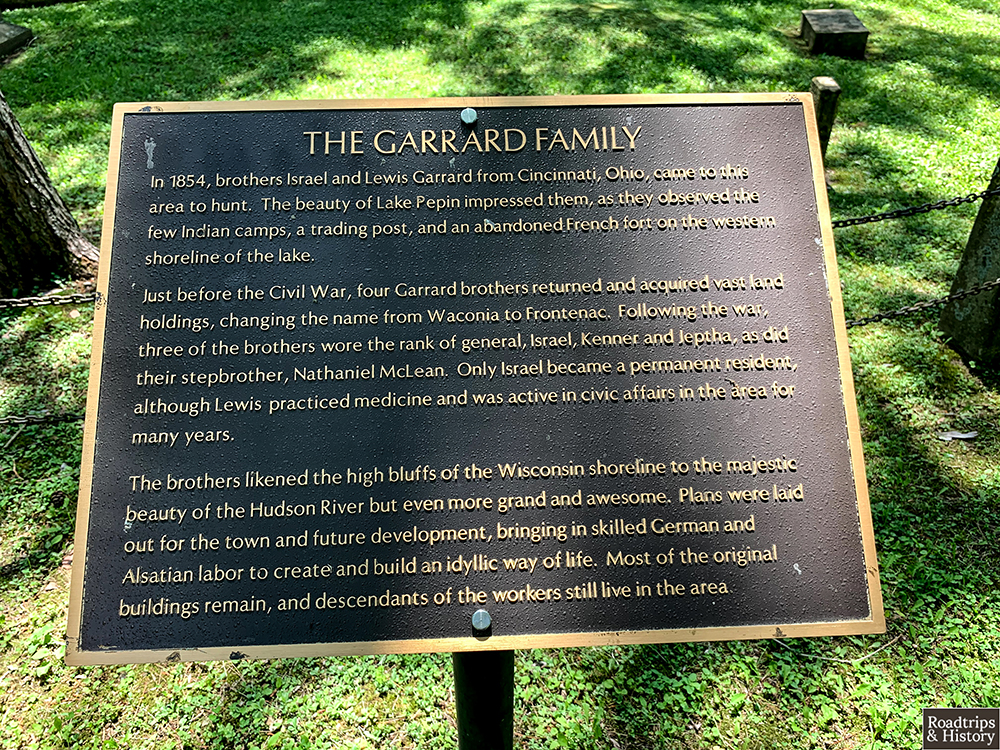 THE GARRARD FAMILY
In 1854, brothers Israel and Lewis Garrard from Cincinnati, Ohio, came to this
area to hunt. The beauty of Lake Pepin impressed them, as they observed the
few Indian camps, a trading post, and an abandoned French fort on the western
shoreline of the lake.
Just before the Civil War, four Garrard brothers returned and acquired vast land
holdings, changing the name from Waconia to Frontenac. Following the war,
three of the brothers wore the rank of general, Israel, Kenner and Jeptha, as did
their stepbrother, Nathaniel McLean. Only Israel became a permanent resident,
although Lewis practiced medicine and was active in civic affairs in the area for
many years.
The brothers likened the high bluffs of the Wisconsin shoreline to the majestic
beauty of the Hudson River but even more grand and awesome. Plans were laid
out for the town and future development, bringing in skilled German and
Alsatian labor to create and build an idyllic way of life. Most of the original
buildings remain, and descendants of the workers still live in the area.
Roadtrips
& History